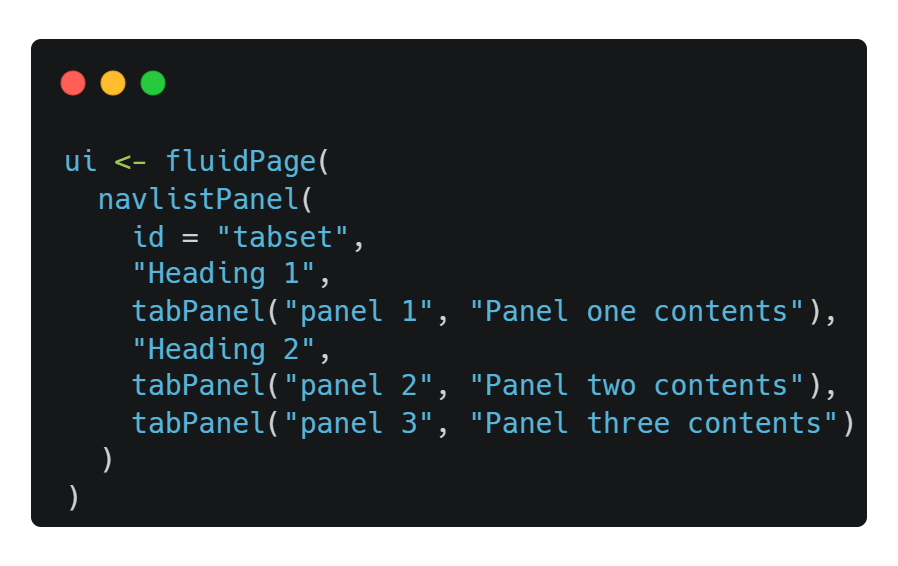 ui <- fluidPage(
  navlistPanel(
    id = "tabset",
    "Heading 1",
    tabPanel("panel 1", "Panel one contents"),
    "Heading 2",
    tabPanel("panel 2", "Panel two contents"),
    tabPanel("panel 3", "Panel three contents")
  )
)